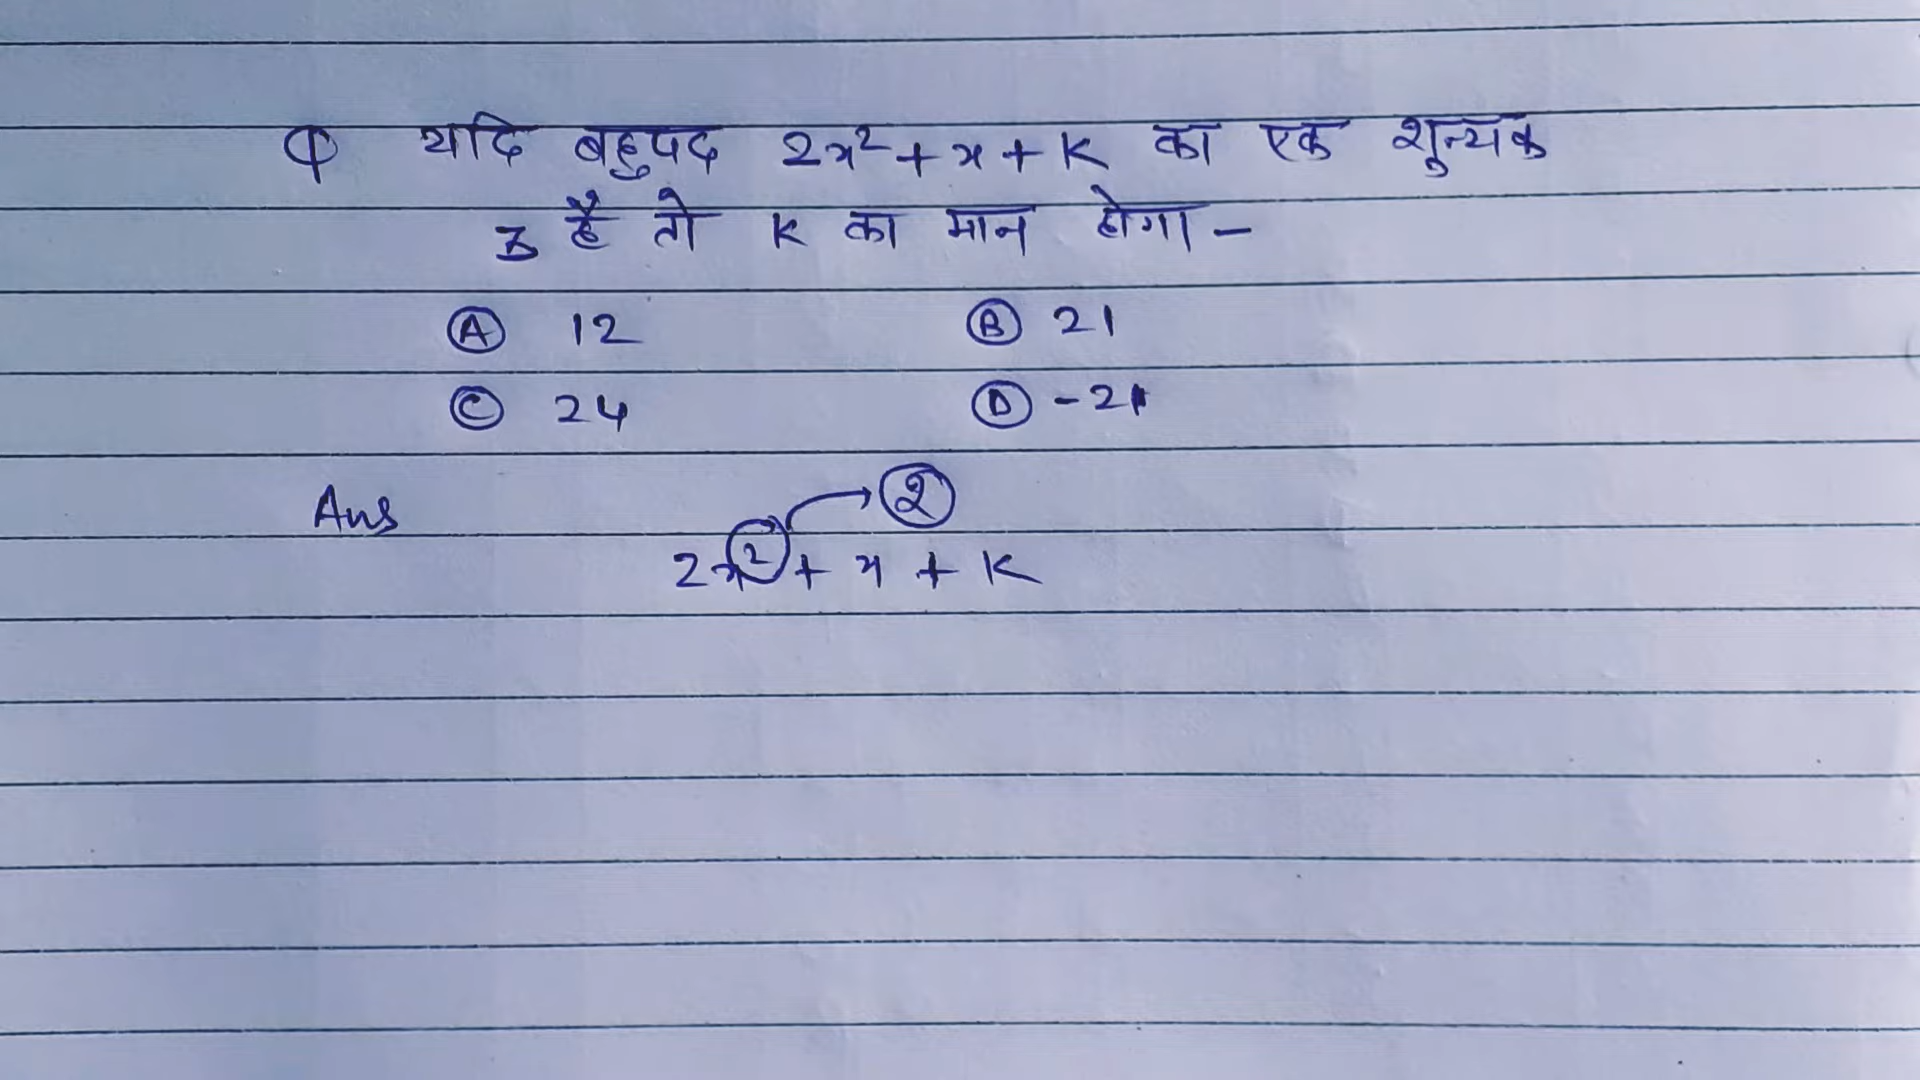 Q यदि बहुपद 2x²+x+K का एक शून्यक
3 है तो K का मान होगा -
(A) 12 (B) 21
(C) 24 (D) -21
Ans
2
2x²+ x + K